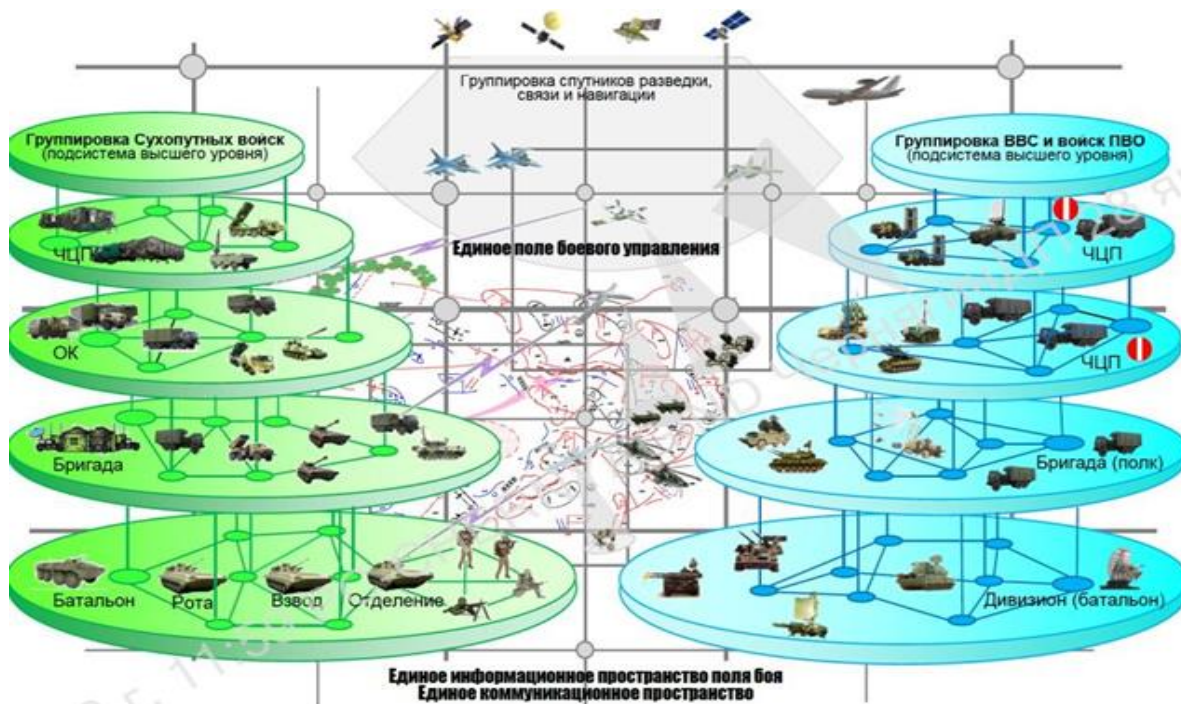 Группировка спутников разведки,
связи и навигации
Группировка Сухопутных войск
(подсистема высшего уровня)
Группировка ВВС и войск ПВО
(подсистема высшего уровня)
Единое поле боевого управления
ЧЦП
ЧЦП
ОК
ЧЦП
Бригада
Бригада (полк)
Батальон
Рота
Взвод
Отделение
Дивизион (батальон)
Единое информационное пространство поля боя
Единое коммуникационное пространство